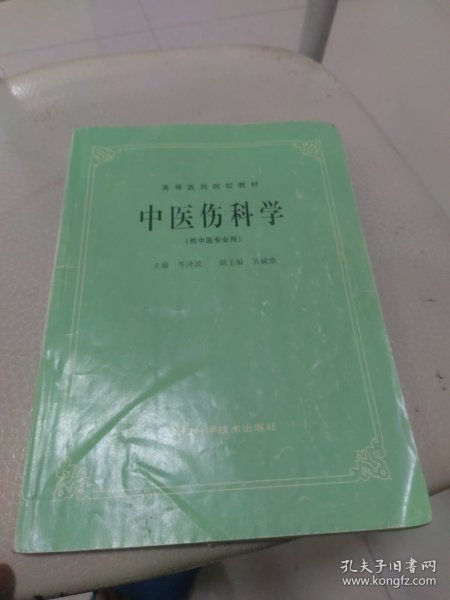 高等医药院校教材
中医伤科学
(供中医专业用)
主编 岑泽波 副主编 吴诚德
科学技术出版社
孔夫子旧书网
www.kongfz.com